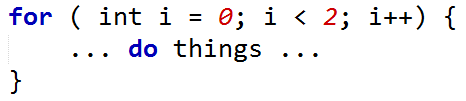 for ( int i = 0; i < 2; i++) {
    ... do things ...
}